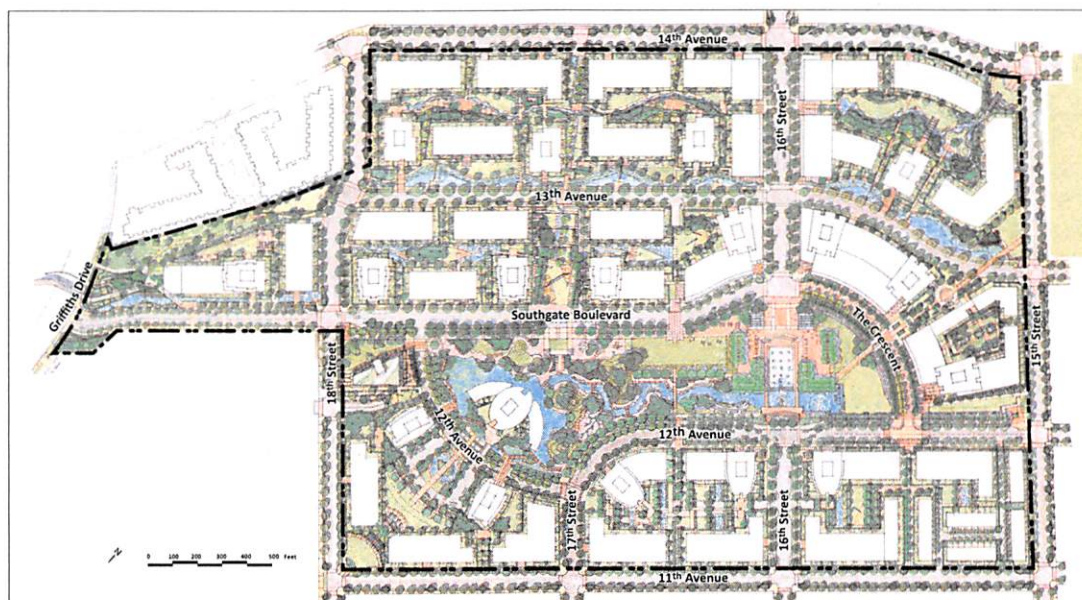 14th Avenue
16th Street
13th Avenue
Griffiths Drive
Southgate Boulevard
The Crescent
15th Street
18th Street
12th Avenue
12th Avenue
17th Street
16th Street
N
0 100 200 300 400 500 Feet
11th Avenue